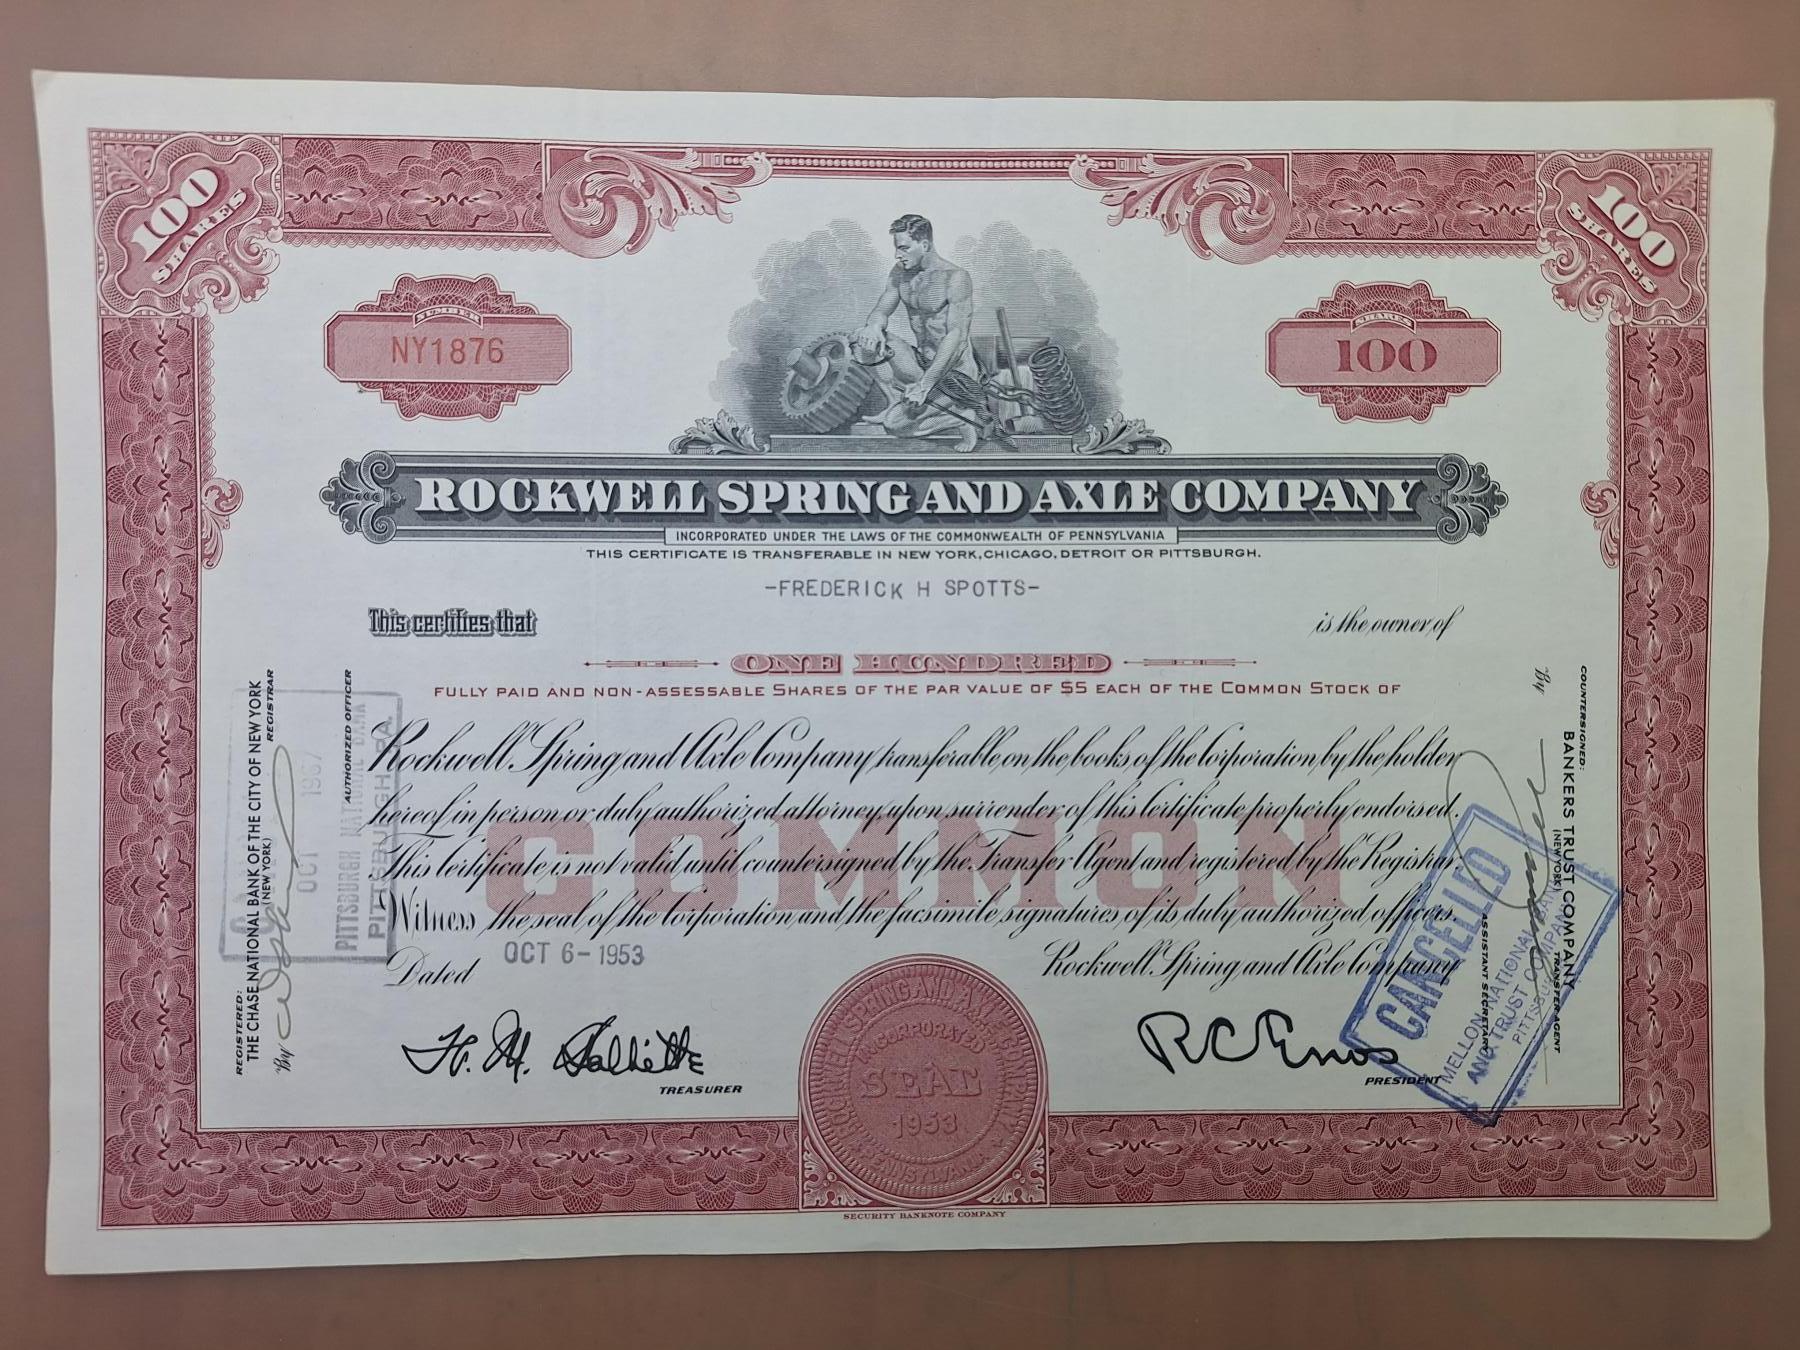 100
SHARES
100
SHARES
NUMBER
NY1876
SHARES
100
ROCKWELL SPRING AND AXLE COMPANY
INCORPORATED UNDER THE LAWS OF THE COMMONWEALTH OF PENNSYLVANIA
THIS CERTIFICATE IS TRANSFERABLE IN NEW YORK, CHICAGO, DETROIT OR PITTSBURGH.
-FREDERICK H SPOTTS-
This certifies that is the owner of
ONE HUNDRED
FULLY PAID AND NON-ASSESSABLE SHARES OF THE PAR VALUE OF $5 EACH OF THE COMMON STOCK OF
Rockwell Spring and Axle Company transferable on the books of the Corporation by the holder
hereof in person or duly authorized attorney upon surrender of this Certificate properly endorsed.
This Certificate is not valid until countersigned by the Transfer Agent and registered by the Registrar.
Witness the seal of the Corporation and the facsimile signatures of its duly authorized officers.
COMMON
Dated OCT 6-1953
Rockwell Spring and Axle Company
TREASURER
R C Enos
PRESIDENT
ROCKWELL SPRING AND AXLE COMPANY
INCORPORATED
SEAL
1953
PENNSYLVANIA
SECURITY BANKNOTE COMPANY
REGISTERED:
THE CHASE NATIONAL BANK OF THE CITY OF NEW YORK
(NEW YORK)
REGISTRAR
By
AUTHORIZED OFFICER
OCT 1957
PITTSBURGH NATIONAL BANK
PITTSBURGH, PA.
COUNTERSIGNED:
BANKERS TRUST COMPANY
(NEW YORK)
TRANSFER AGENT
By
ASSISTANT SECRETARY
CANCELLED
MELLON NATIONAL BANK
AND TRUST COMPANY
PITTSBURGH